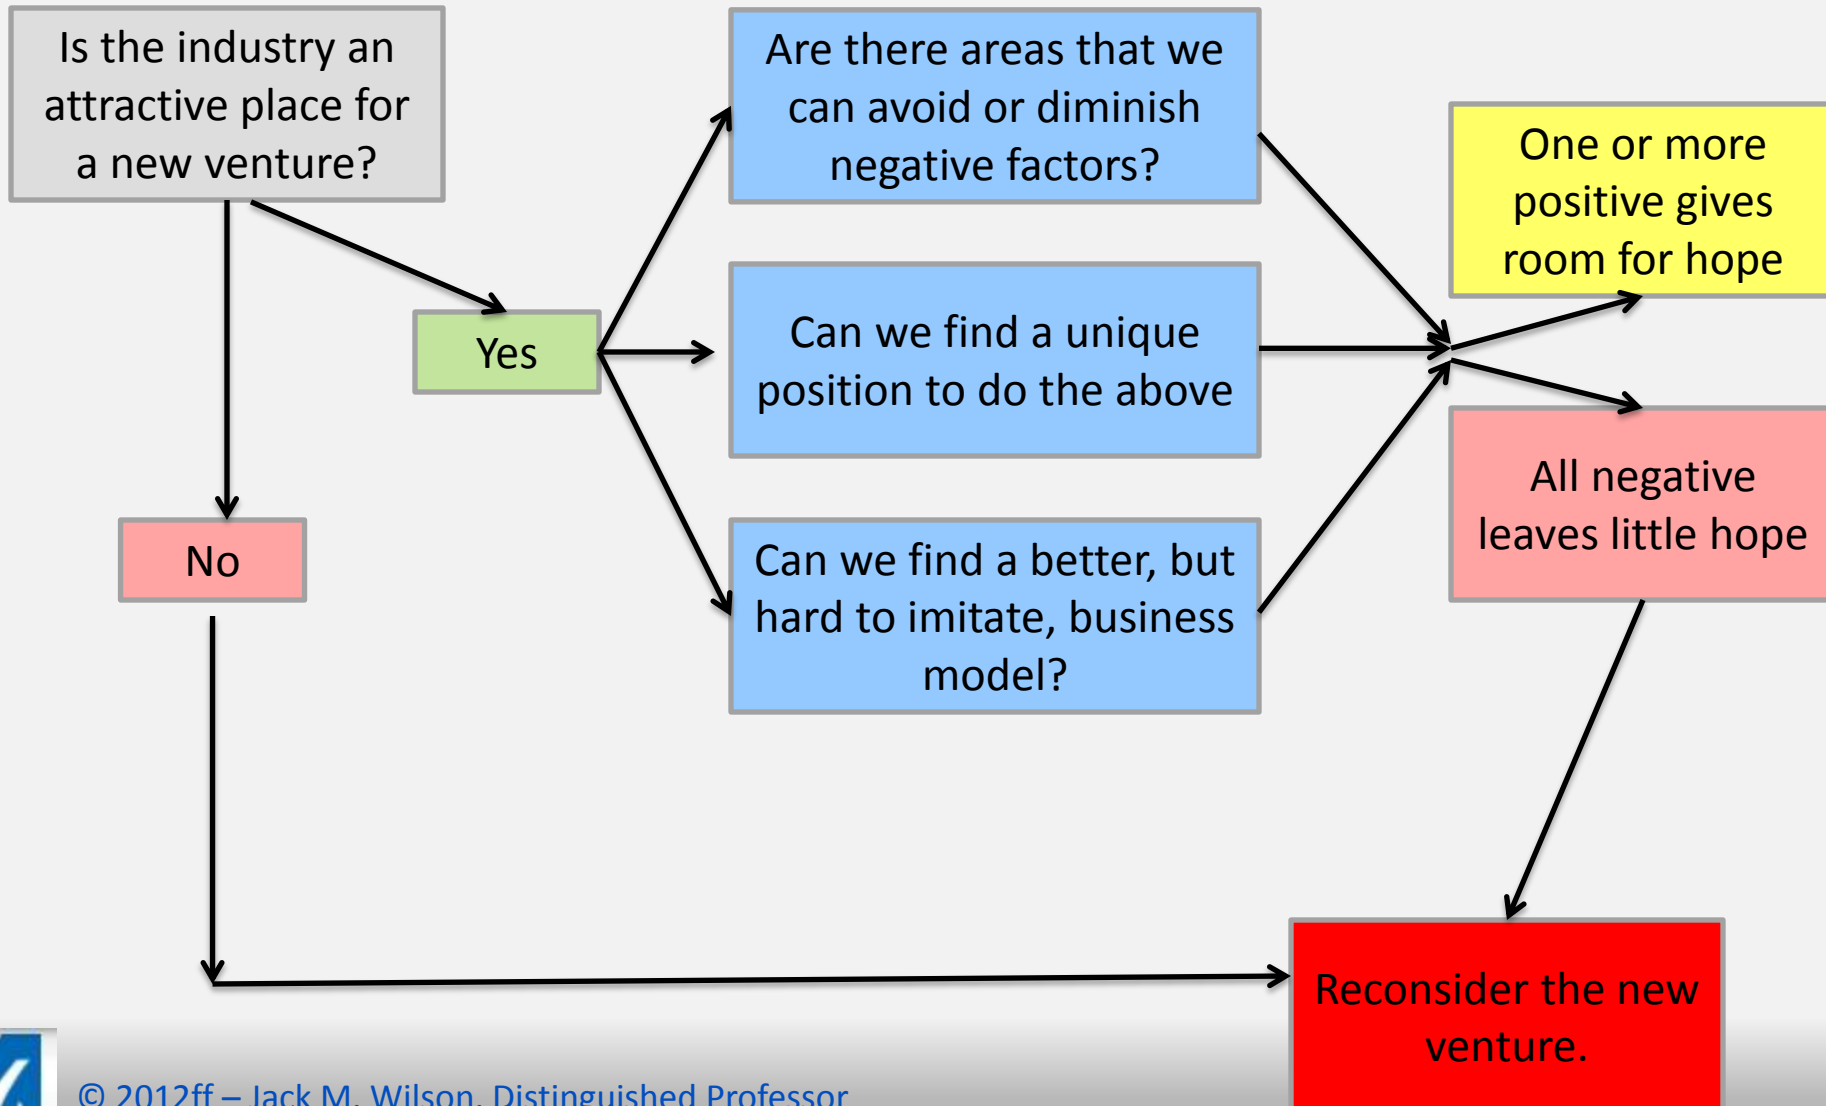 Is the industry an
attractive place for
a new venture?
Yes
No
Are there areas that we
can avoid or diminish
negative factors?
Can we find a unique
position to do the above
Can we find a better, but
hard to imitate, business
model?
One or more
positive gives
room for hope
All negative
leaves little hope
Reconsider the new
venture.
© 2012ff – Jack M. Wilson, Distinguished Professor